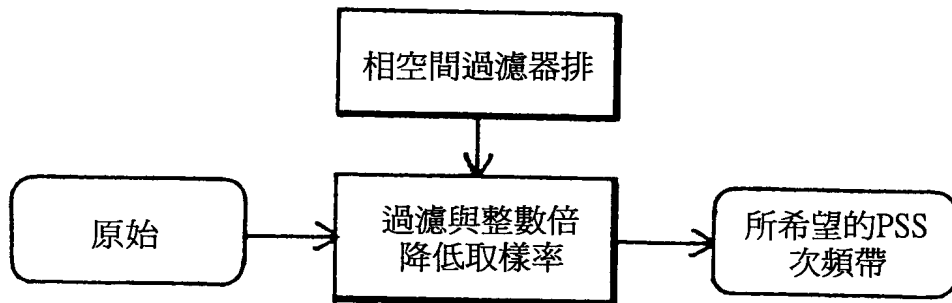 相空間過濾器排
原始
過濾與整數倍
降低取樣率
所希望的PSS
次頻帶